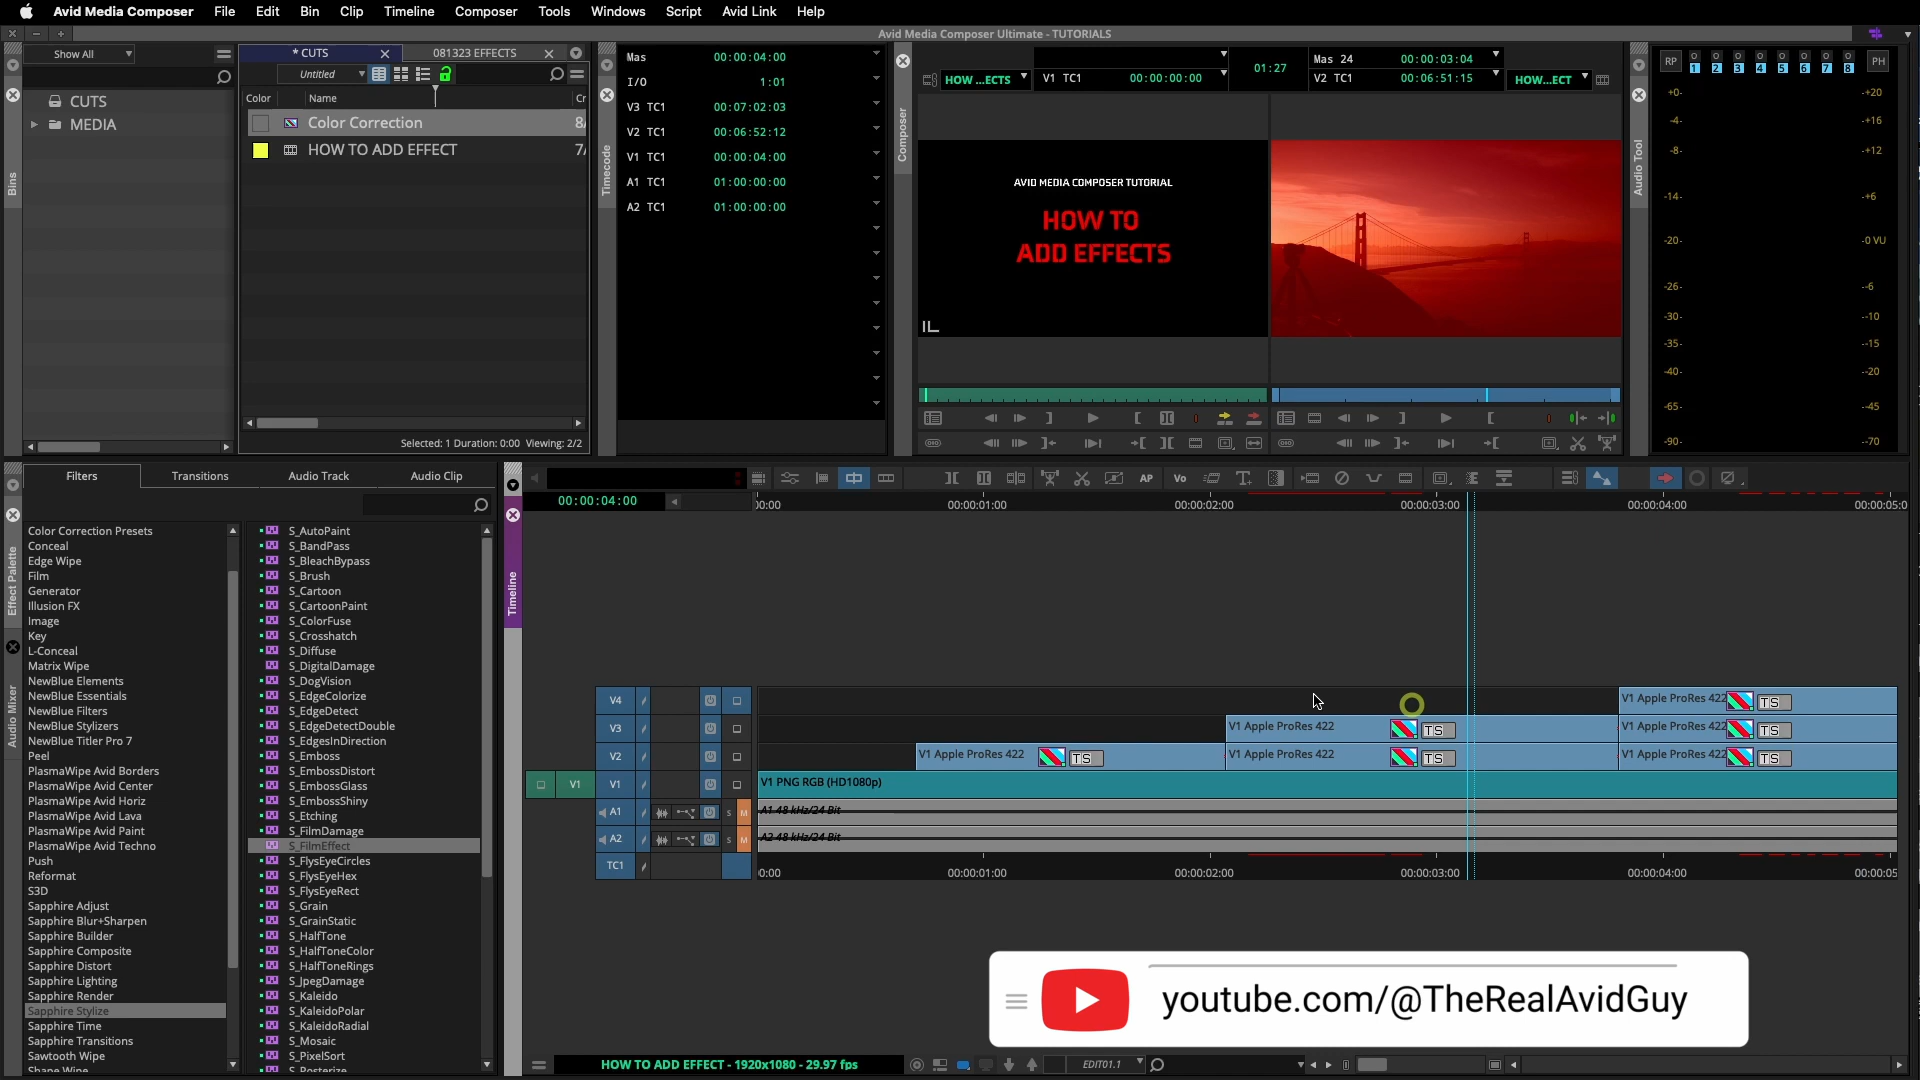 Avid Media Composer File Edit Bin Clip Timeline Composer Tools Windows Script Avid Link Help
Avid Media Composer Ultimate - TUTORIALS
Show All
CUTS
MEDIA
Bins
* CUTS
081323 EFFECTS
Untitled
Color Name Cr
Color Correction 8/
HOW TO ADD EFFECT 7/
Selected: 1 Duration: 0:00 Viewing: 2/2
Timecode
Mas 00:00:04:00
I/O 1:01
V3 TC1 00:07:02:03
V2 TC1 00:06:52:12
V1 TC1 00:00:04:00
A1 TC1 01:00:00:00
A2 TC1 01:00:00:00
Composer
HOW ...ECTS
V1 TC1 00:00:00:00
01:27
Mas 24 00:00:03:04
V2 TC1 00:06:51:15
HOW...ECT
AVID MEDIA COMPOSER TUTORIAL
HOW TO
ADD EFFECTS
Audio Tool
RP 1 2 3 4 5 6 7 8 PH
+0- -+20
-4- -+16
-8- -+12
-14- -+6
-20- -0 VU
-26- --6
-30- --10
-35- --15
-40- --20
-65- --45
-90- --70
Filters Transitions Audio Track Audio Clip
Effect Palette
Audio Mixer
Color Correction Presets
Conceal
Edge Wipe
Film
Generator
Illusion FX
Image
Key
L-Conceal
Matrix Wipe
NewBlue Elements
NewBlue Essentials
NewBlue Filters
NewBlue Stylizers
NewBlue Titler Pro 7
Peel
PlasmaWipe Avid Borders
PlasmaWipe Avid Center
PlasmaWipe Avid Horiz
PlasmaWipe Avid Lava
PlasmaWipe Avid Paint
PlasmaWipe Avid Techno
Push
Reformat
S3D
Sapphire Adjust
Sapphire Blur+Sharpen
Sapphire Builder
Sapphire Composite
Sapphire Distort
Sapphire Lighting
Sapphire Render
Sapphire Stylize
Sapphire Time
Sapphire Transitions
Sawtooth Wipe
Shape Wipe
S_AutoPaint
S_BandPass
S_BleachBypass
S_Brush
S_Cartoon
S_CartoonPaint
S_ColorFuse
S_Crosshatch
S_Diffuse
S_DigitalDamage
S_DogVision
S_EdgeColorize
S_EdgeDetect
S_EdgeDetectDouble
S_EdgesInDirection
S_Emboss
S_EmbossDistort
S_EmbossGlass
S_EmbossShiny
S_Etching
S_FilmDamage
S_FilmEffect
S_FlysEyeCircles
S_FlysEyeHex
S_FlysEyeRect
S_Grain
S_GrainStatic
S_HalfTone
S_HalfToneColor
S_HalfToneRings
S_JpegDamage
S_Kaleido
S_KaleidoPolar
S_KaleidoRadial
S_Mosaic
S_PixelSort
S_Posterize
Timeline
AP Vo
00:00:04:00
0:00 00:00:01:00 00:00:02:00 00:00:03:00 00:00:04:00 00:00:05:0
V4
V1 Apple ProRes 422 TS
V3
V1 Apple ProRes 422 TS V1 Apple ProRes 422 TS
V2
V1 Apple ProRes 422 TS V1 Apple ProRes 422 TS V1 Apple ProRes 422 TS
V1 V1 V1 PNG RGB (HD1080p)
A1 S M A1 48 kHz/24 Bit
A2 S M A2 48 kHz/24 Bit
TC1 0:00 00:00:01:00 00:00:02:00 00:00:03:00 00:00:04:00 00:00:05
youtube.com/@TheRealAvidGuy
HOW TO ADD EFFECT - 1920x1080 - 29.97 fps
EDIT01.1